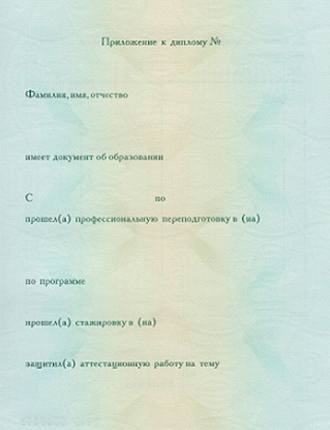 Приложение к диплому №
Фамилия, имя, отчество
имеет документ об образовании
С по
прошел(а) профессиональную переподготовку в (на)
по программе
прошел(а) стажировку в (на)
защитил(а) аттестационную работу на тему